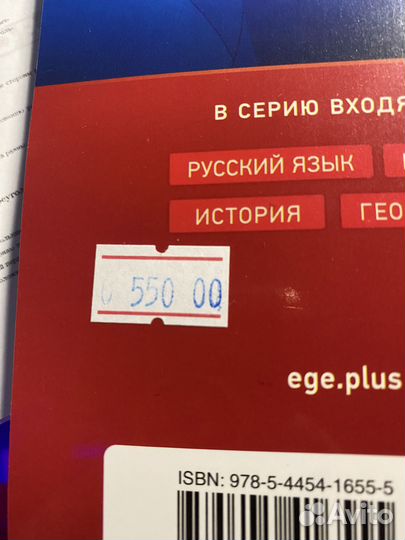 В СЕРИЮ ВХОДЯ
РУССКИЙ ЯЗЫК
ИСТОРИЯ ГЕО
550 00
ege.plus
ISBN: 978-5-4454-1655-5
Avito